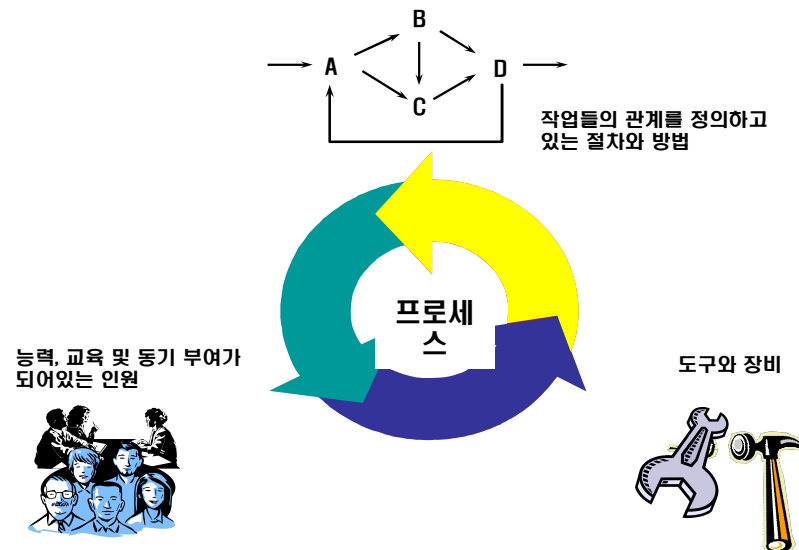 B
A
D
C
작업들의 관계를 정의하고
있는 절차와 방법
프로세
스
능력, 교육 및 동기 부여가
되어있는 인원
도구와 장비